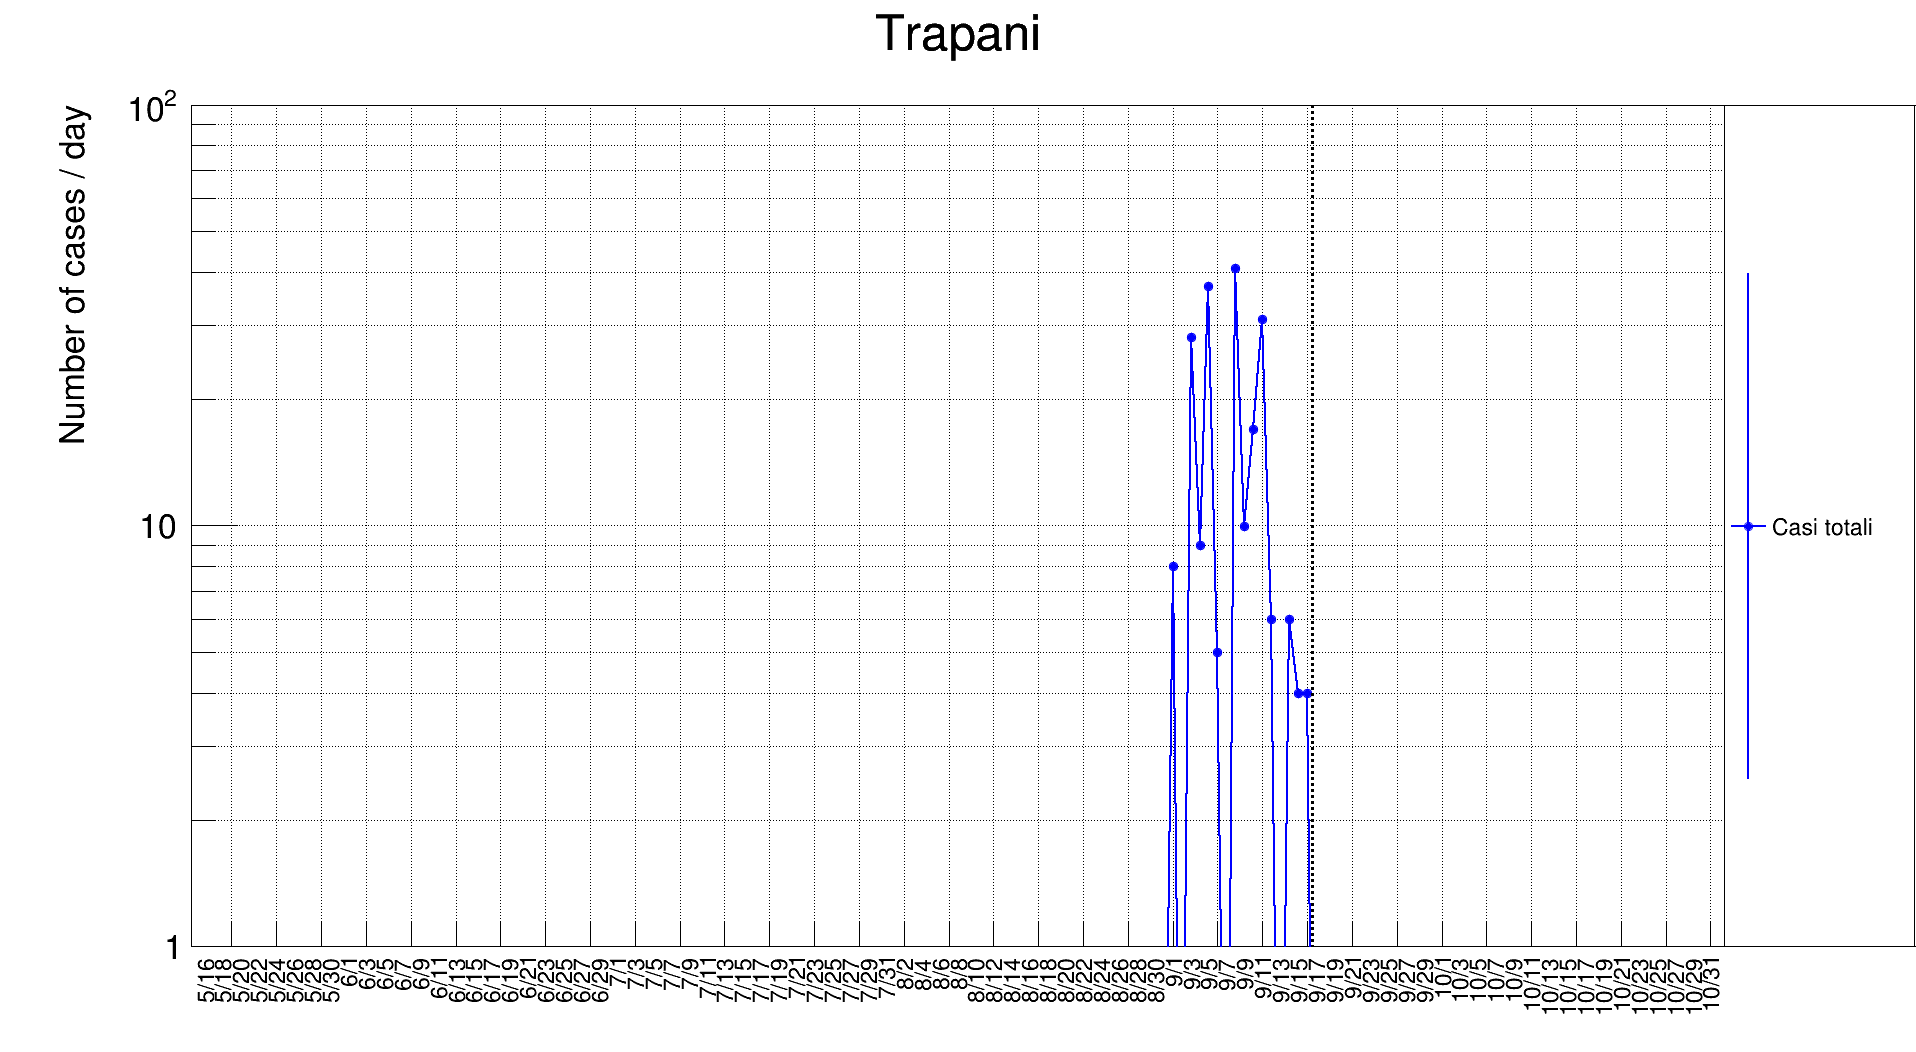 Trapani
Number of cases / day
10²
10
1
5/16 5/18 5/20 5/22 5/24 5/26 5/28 5/30 6/1 6/3 6/5 6/7 6/9 6/11 6/13 6/15 6/17 6/19 6/21 6/23 6/25 6/27 6/29 7/1 7/3 7/5 7/7 7/9 7/11 7/13 7/15 7/17 7/19 7/21 7/23 7/25 7/27 7/29 7/31 8/2 8/4 8/6 8/8 8/10 8/12 8/14 8/16 8/18 8/20 8/22 8/24 8/26 8/28 8/30 9/1 9/3 9/5 9/7 9/9 9/11 9/13 9/15 9/17 9/19 9/21 9/23 9/25 9/27 9/29 10/1 10/3 10/5 10/7 10/9 10/11 10/13 10/15 10/17 10/19 10/21 10/23 10/25 10/27 10/29 10/31
Casi totali